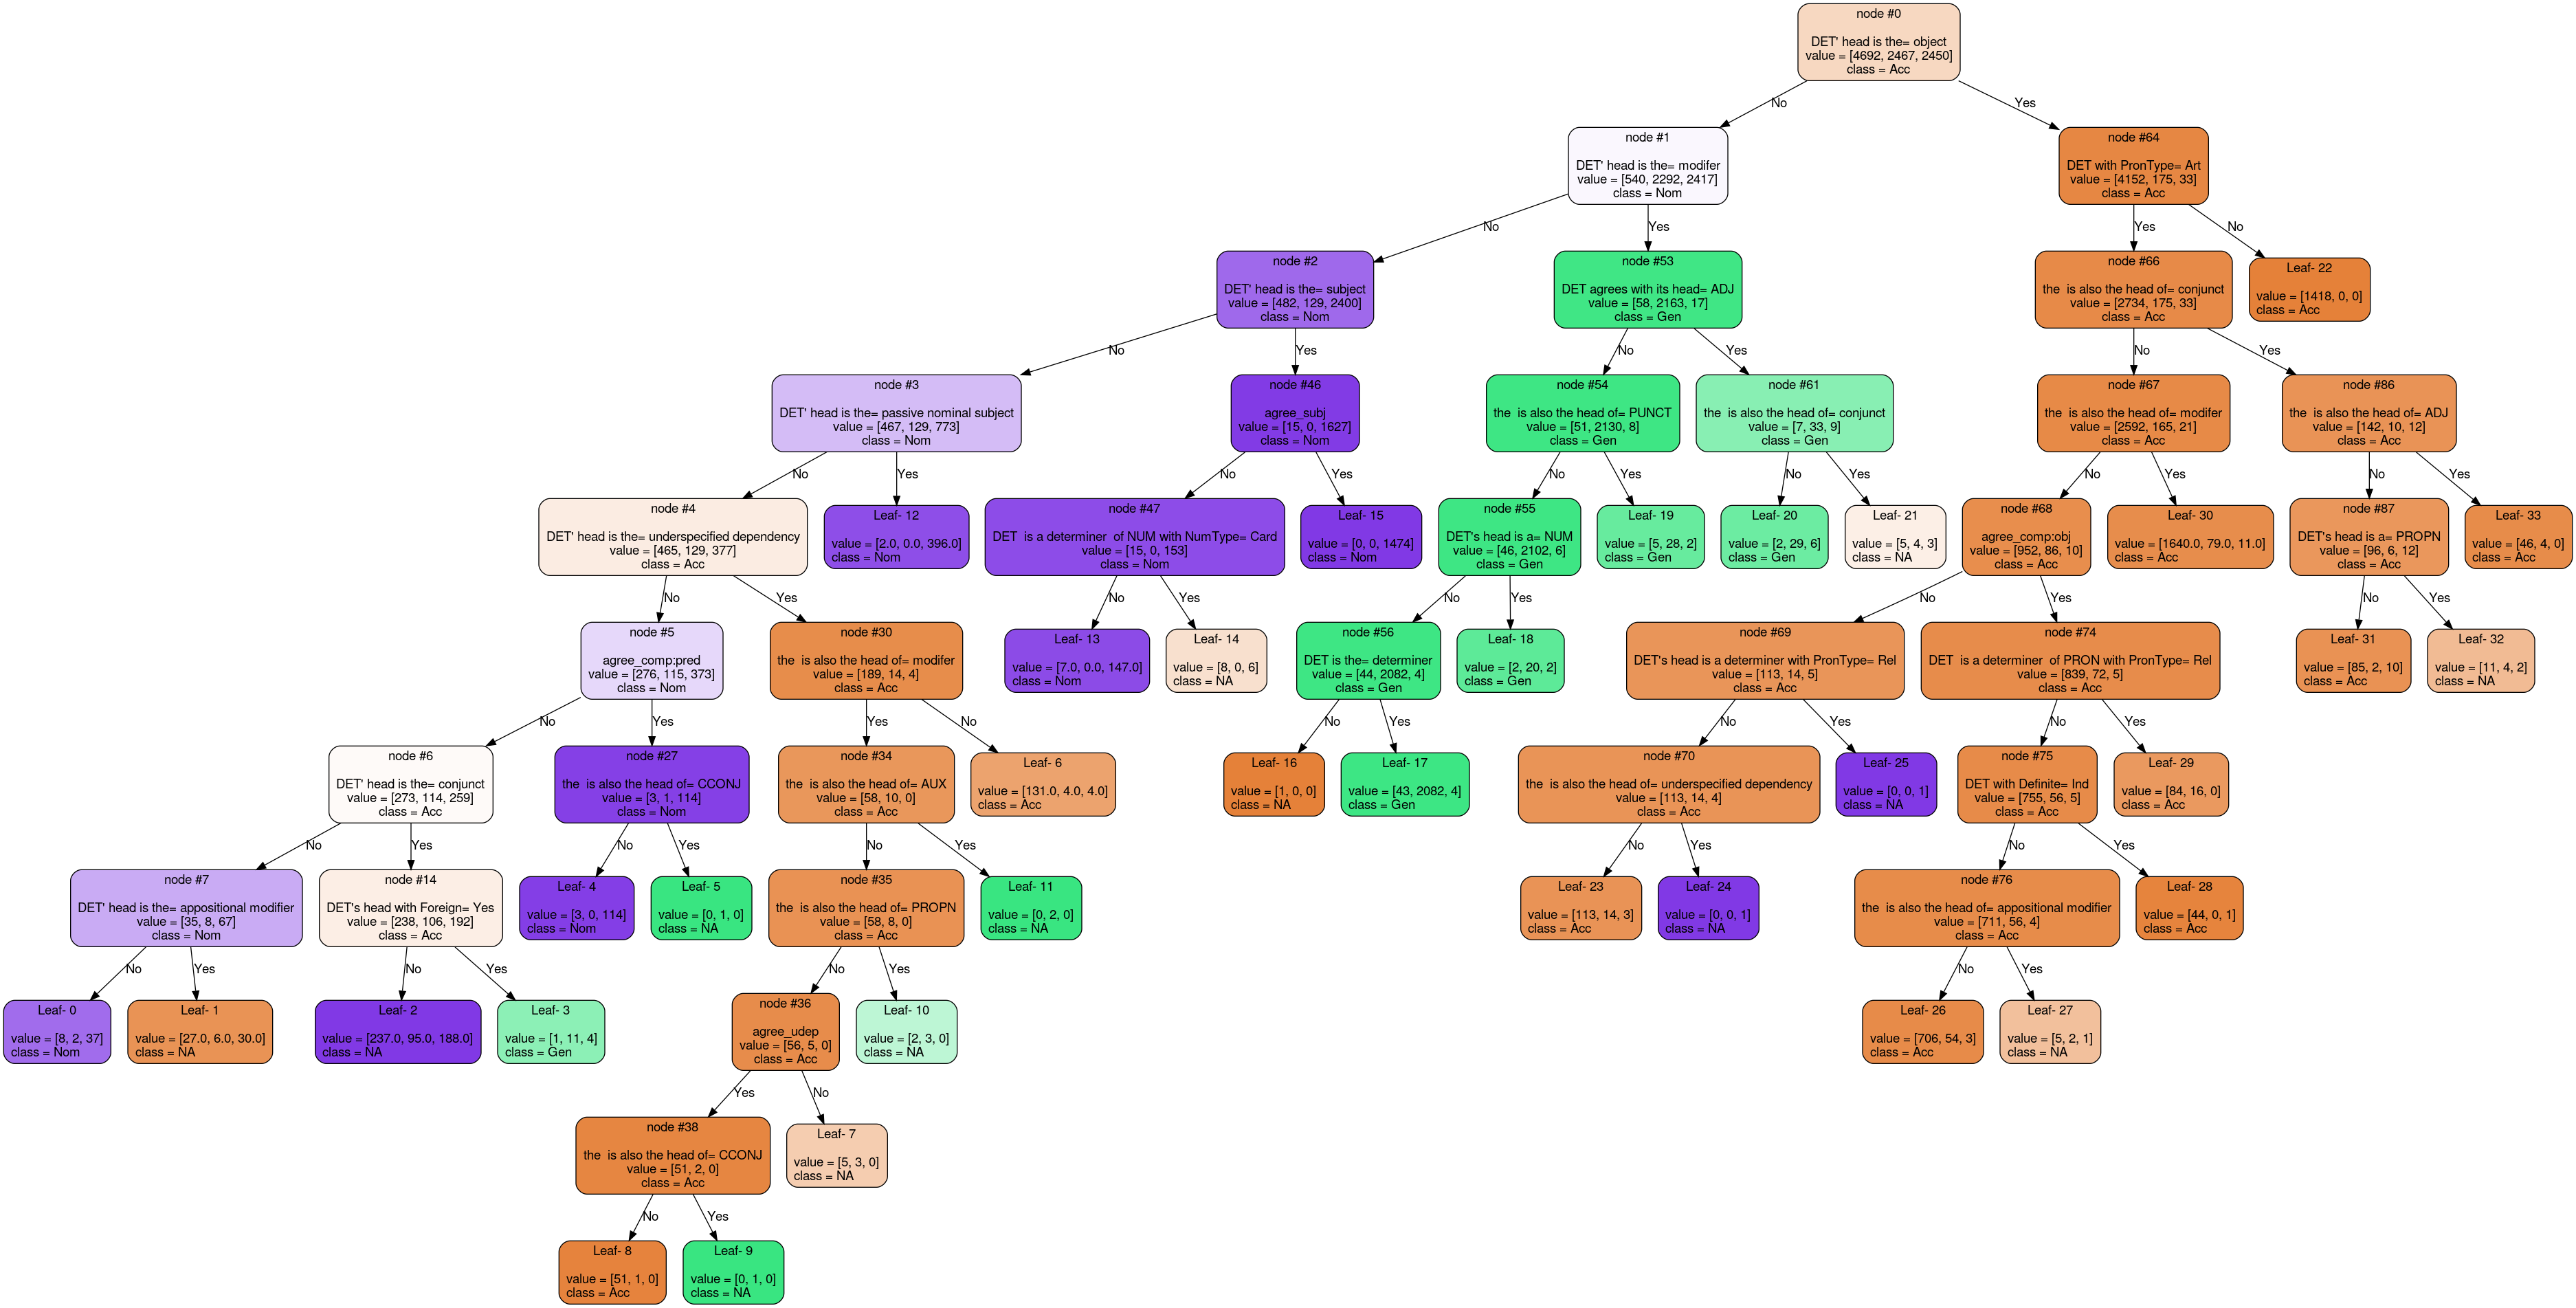 node #0
DET' head is the= object
value = [4692, 2467, 2450]
class = Acc
No
Yes
node #1
DET' head is the= modifer
value = [540, 2292, 2417]
class = Nom
node #64
DET with PronType= Art
value = [4152, 175, 33]
class = Acc
No
Yes
Yes
No
node #2
DET' head is the= subject
value = [482, 129, 2400]
class = Nom
node #53
DET agrees with its head= ADJ
value = [58, 2163, 17]
class = Gen
node #66
the  is also the head of= conjunct
value = [2734, 175, 33]
class = Acc
Leaf- 22
value = [1418, 0, 0]
class = Acc
No
Yes
No
Yes
No
Yes
node #3
DET' head is the= passive nominal subject
value = [467, 129, 773]
class = Nom
node #46
agree_subj
value = [15, 0, 1627]
class = Nom
node #54
the  is also the head of= PUNCT
value = [51, 2130, 8]
class = Gen
node #61
the  is also the head of= conjunct
value = [7, 33, 9]
class = Gen
node #67
the  is also the head of= modifer
value = [2592, 165, 21]
class = Acc
node #86
the  is also the head of= ADJ
value = [142, 10, 12]
class = Acc
No
Yes
No
Yes
No
Yes
No
Yes
No
Yes
No
Yes
node #4
DET' head is the= underspecified dependency
value = [465, 129, 377]
class = Acc
Leaf- 12
value = [2.0, 0.0, 396.0]
class = Nom
node #47
DET  is a determiner  of NUM with NumType= Card
value = [15, 0, 153]
class = Nom
Leaf- 15
value = [0, 0, 1474]
class = Nom
node #55
DET's head is a= NUM
value = [46, 2102, 6]
class = Gen
Leaf- 19
value = [5, 28, 2]
class = Gen
Leaf- 20
value = [2, 29, 6]
class = Gen
Leaf- 21
value = [5, 4, 3]
class = NA
node #68
agree_comp:obj
value = [952, 86, 10]
class = Acc
Leaf- 30
value = [1640.0, 79.0, 11.0]
class = Acc
node #87
DET's head is a= PROPN
value = [96, 6, 12]
class = Acc
Leaf- 33
value = [46, 4, 0]
class = Acc
No
Yes
No
Yes
No
Yes
No
Yes
No
Yes
node #5
agree_comp:pred
value = [276, 115, 373]
class = Nom
node #30
the  is also the head of= modifer
value = [189, 14, 4]
class = Acc
Leaf- 13
value = [7.0, 0.0, 147.0]
class = Nom
Leaf- 14
value = [8, 0, 6]
class = NA
node #56
DET is the= determiner
value = [44, 2082, 4]
class = Gen
Leaf- 18
value = [2, 20, 2]
class = Gen
node #69
DET's head is a determiner with PronType= Rel
value = [113, 14, 5]
class = Acc
node #74
DET  is a determiner  of PRON with PronType= Rel
value = [839, 72, 5]
class = Acc
Leaf- 31
value = [85, 2, 10]
class = Acc
Leaf- 32
value = [11, 4, 2]
class = NA
No
Yes
Yes
No
No
Yes
No
Yes
No
Yes
node #6
DET' head is the= conjunct
value = [273, 114, 259]
class = Acc
node #27
the  is also the head of= CCONJ
value = [3, 1, 114]
class = Nom
node #34
the  is also the head of= AUX
value = [58, 10, 0]
class = Acc
Leaf- 6
value = [131.0, 4.0, 4.0]
class = Acc
Leaf- 16
value = [1, 0, 0]
class = NA
Leaf- 17
value = [43, 2082, 4]
class = Gen
node #70
the  is also the head of= underspecified dependency
value = [113, 14, 4]
class = Acc
Leaf- 25
value = [0, 0, 1]
class = NA
node #75
DET with Definite= Ind
value = [755, 56, 5]
class = Acc
Leaf- 29
value = [84, 16, 0]
class = Acc
No
Yes
No
Yes
No
Yes
No
Yes
No
Yes
node #7
DET' head is the= appositional modifier
value = [35, 8, 67]
class = Nom
node #14
DET's head with Foreign= Yes
value = [238, 106, 192]
class = Acc
Leaf- 4
value = [3, 0, 114]
class = Nom
Leaf- 5
value = [0, 1, 0]
class = NA
node #35
the  is also the head of= PROPN
value = [58, 8, 0]
class = Acc
Leaf- 11
value = [0, 2, 0]
class = NA
Leaf- 23
value = [113, 14, 3]
class = Acc
Leaf- 24
value = [0, 0, 1]
class = NA
node #76
the  is also the head of= appositional modifier
value = [711, 56, 4]
class = Acc
Leaf- 28
value = [44, 0, 1]
class = Acc
No
Yes
No
Yes
No
Yes
No
Yes
Leaf- 0
value = [8, 2, 37]
class = Nom
Leaf- 1
value = [27.0, 6.0, 30.0]
class = NA
Leaf- 2
value = [237.0, 95.0, 188.0]
class = NA
Leaf- 3
value = [1, 11, 4]
class = Gen
node #36
agree_udep
value = [56, 5, 0]
class = Acc
Leaf- 10
value = [2, 3, 0]
class = NA
Leaf- 26
value = [706, 54, 3]
class = Acc
Leaf- 27
value = [5, 2, 1]
class = NA
Yes
No
node #38
the  is also the head of= CCONJ
value = [51, 2, 0]
class = Acc
Leaf- 7
value = [5, 3, 0]
class = NA
No
Yes
Leaf- 8
value = [51, 1, 0]
class = Acc
Leaf- 9
value = [0, 1, 0]
class = NA